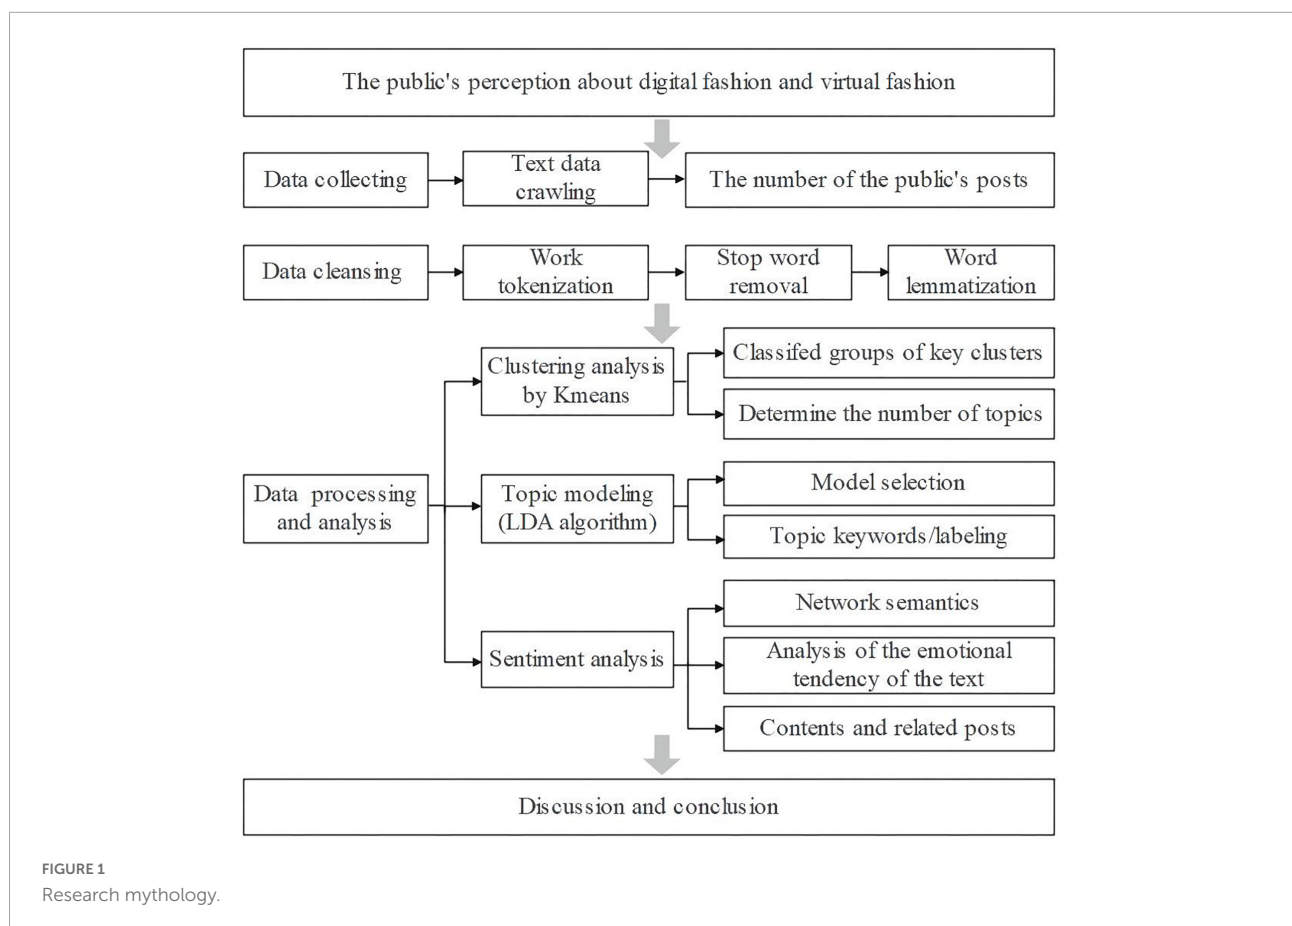 The public's perception about digital fashion and virtual fashion
Data collecting
Text data
crawling
The number of the public's posts
Data cleansing
Work
tokenization
Stop word
removal
Word
lemmatization
Data processing
and analysis
Clustering analysis
by Kmeans
Classifed groups of key clusters
Determine the number of topics
Topic modeling
(LDA algorithm)
Model selection
Topic keywords/labeling
Sentiment analysis
Network semantics
Analysis of the emotional
tendency of the text
Contents and related posts
Discussion and conclusion
FIGURE 1
Research mythology.